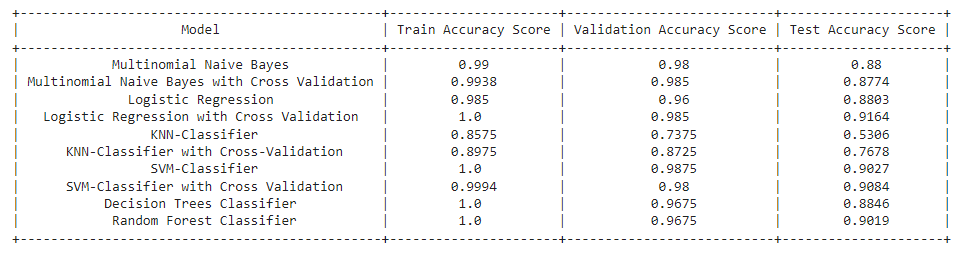 +------------------------------------------------+----------------------+---------------------------+---------------------+
|                     Model                      | Train Accuracy Score | Validation Accuracy Score | Test Accuracy Score |
+------------------------------------------------+----------------------+---------------------------+---------------------+
|            Multinomial Naive Bayes             |         0.99         |            0.98           |         0.88        |
| Multinomial Naive Bayes with Cross Validation  |        0.9938        |           0.985           |        0.8774       |
|              Logistic Regression               |        0.985         |            0.96           |        0.8803       |
|   Logistic Regression with Cross Validation    |         1.0          |           0.985           |        0.9164       |
|                 KNN-Classifier                 |        0.8575        |           0.7375          |        0.5306       |
|      KNN-Classifier with Cross-Validation      |        0.8975        |           0.8725          |        0.7678       |
|                 SVM-Classifier                 |         1.0          |           0.9875          |        0.9027       |
|      SVM-Classifier with Cross Validation      |        0.9994        |            0.98           |        0.9084       |
|           Decision Trees Classifier            |         1.0          |           0.9675          |        0.8846       |
|            Random Forest Classifier            |         1.0          |           0.9675          |        0.9019       |
+------------------------------------------------+----------------------+---------------------------+---------------------+